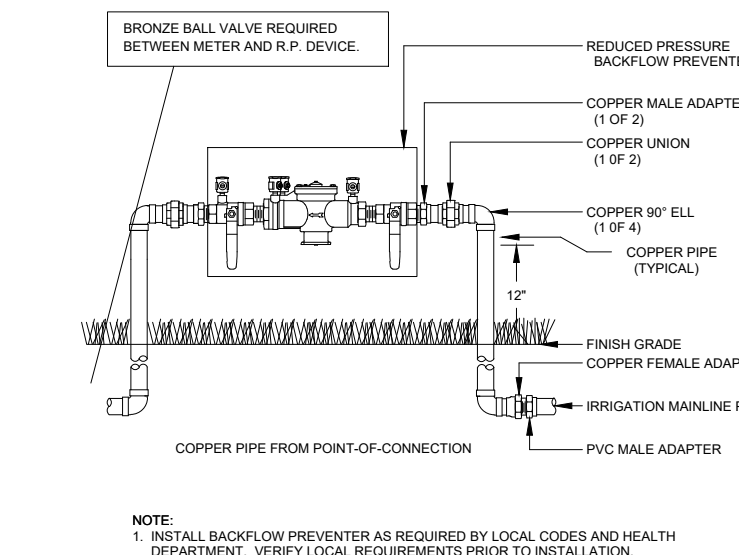 BRONZE BALL VALVE REQUIRED
BETWEEN METER AND R.P. DEVICE.
REDUCED PRESSURE
BACKFLOW PREVENTE
COPPER MALE ADAPTE
(1 OF 2)
COPPER UNION
(1 0F 2)
COPPER 90° ELL
(1 0F 4)
COPPER PIPE
(TYPICAL)
12"
FINISH GRADE
COPPER FEMALE ADAP
IRRIGATION MAINLINE P
PVC MALE ADAPTER
COPPER PIPE FROM POINT-OF-CONNECTION
NOTE:
1. INSTALL BACKFLOW PREVENTER AS REQUIRED BY LOCAL CODES AND HEALTH
DEPARTMENT. VERIFY LOCAL REQUIREMENTS PRIOR TO INSTALLATION.